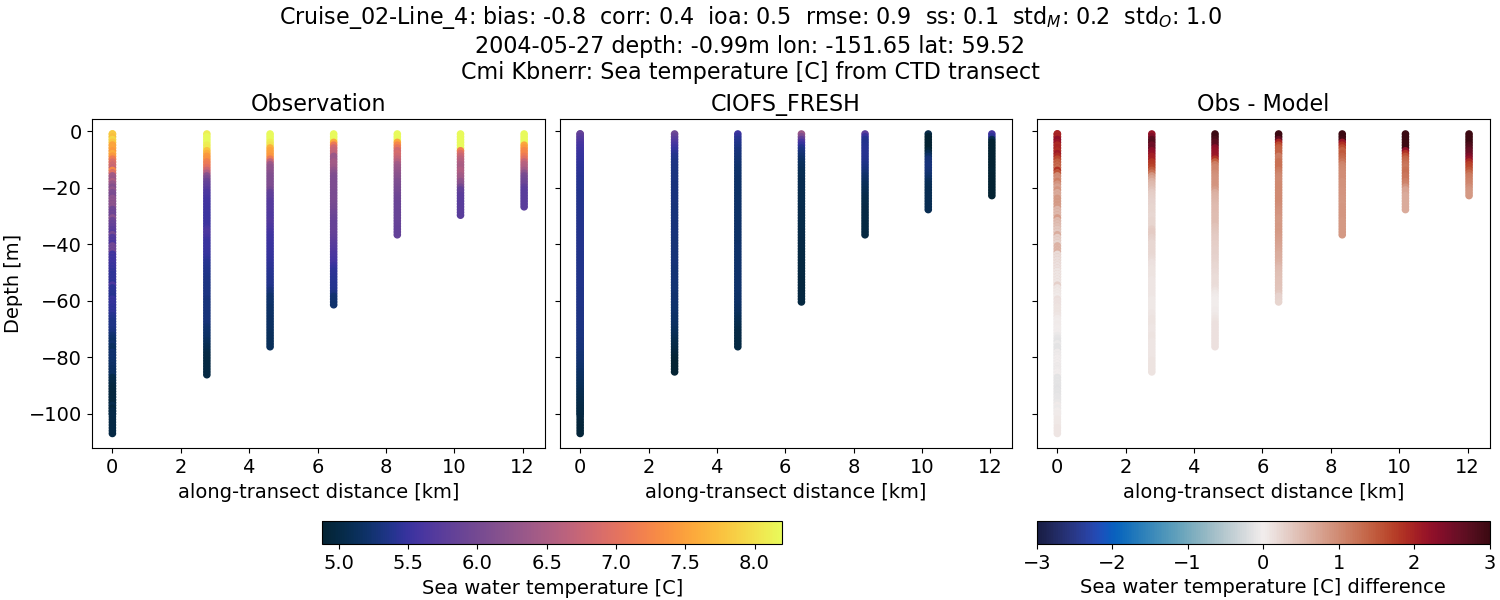 Cruise_02-Line_4: bias: -0.8 corr: 0.4 ioa: 0.5 rmse: 0.9 ss: 0.1 std_M: 0.2 std_O: 1.0
2004-05-27 depth: -0.99m lon: -151.65 lat: 59.52
Cmi Kbnerr: Sea temperature [C] from CTD transect
Observation
CIOFS_FRESH
Obs - Model
Depth [m]
0
−20
−40
−60
−80
−100
0 2 4 6 8 10 12
0 2 4 6 8 10 12
0 2 4 6 8 10 12
along-transect distance [km]
along-transect distance [km]
along-transect distance [km]
5.0 5.5 6.0 6.5 7.0 7.5 8.0
Sea water temperature [C]
−3 −2 −1 0 1 2 3
Sea water temperature [C] difference